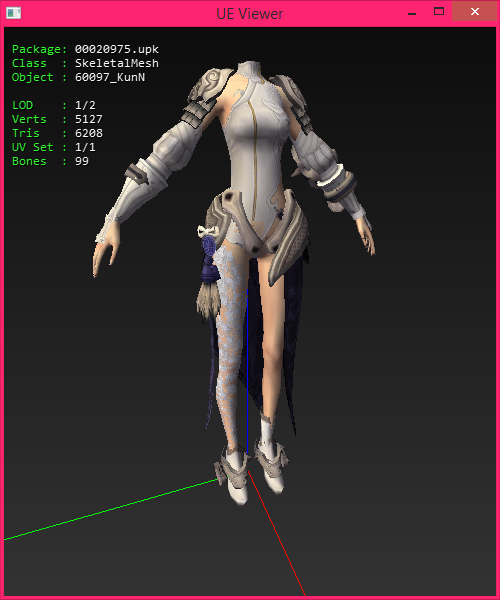 UE Viewer
Package: 00020975.upk
Class : SkeletalMesh
Object : 60097_KunN
LOD : 1/2
Verts : 5127
Tris : 6208
UV Set : 1/1
Bones : 99